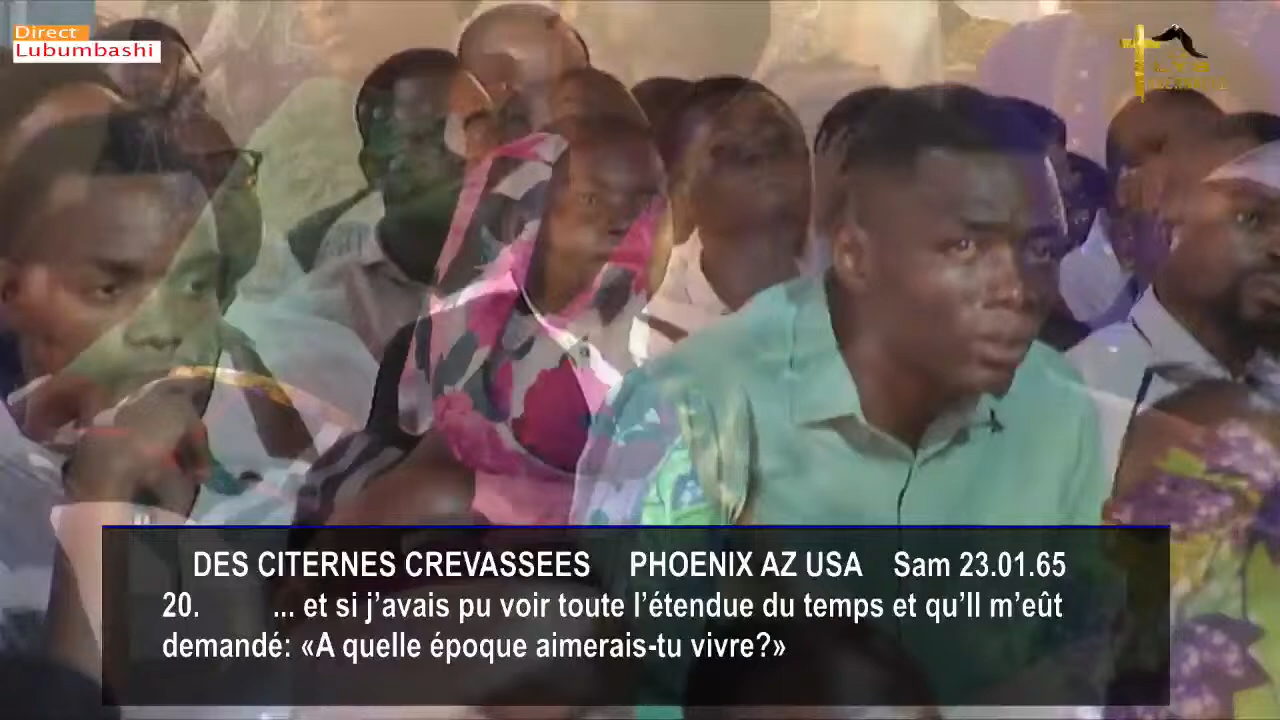 Direct
Lubumbashi
DES CITERNES CREVASSEES PHOENIX AZ USA Sam 23.01.65
20. ... et si j’avais pu voir toute l’étendue du temps et qu’Il m’eût
demandé: «A quelle époque aimerais-tu vivre?»